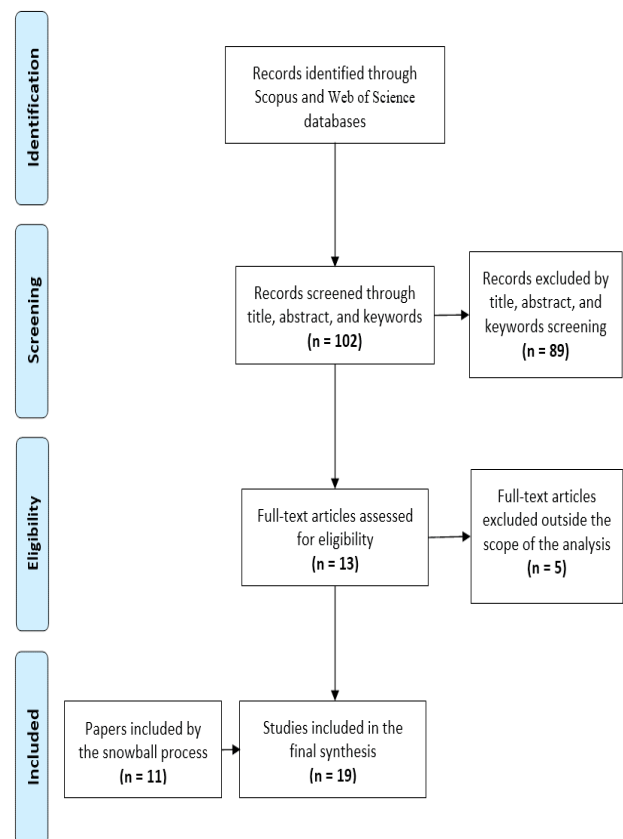 Identification
Records identified through
Scopus and Web of Science
databases
Screening
Records screened through
title, abstract, and keywords
(n = 102)
Records excluded by
title, abstract, and
keywords screening
(n = 89)
Eligibility
Full-text articles assessed
for eligibility
(n = 13)
Full-text articles
excluded outside the
scope of the analysis
(n = 5)
Included
Papers included by
the snowball process
(n = 11)
Studies included in the
final synthesis
(n = 19)